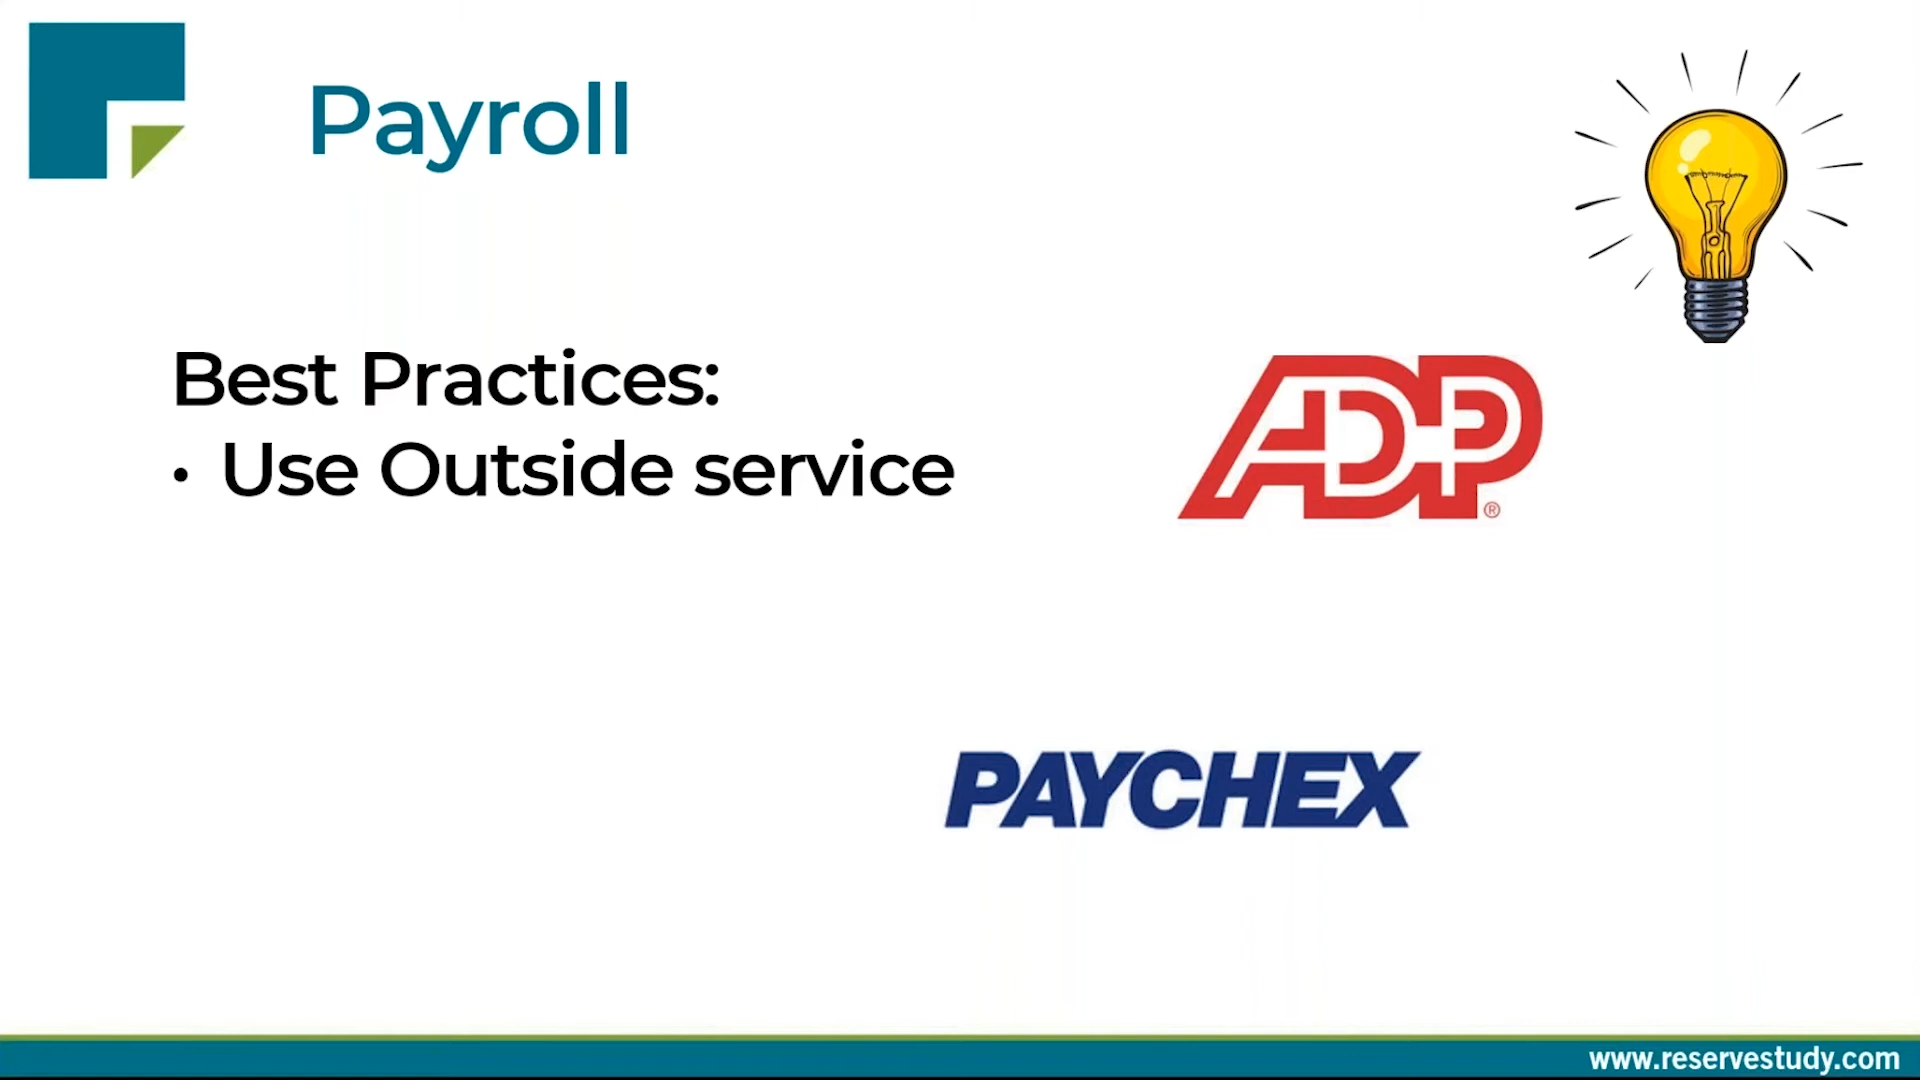 Payroll
Best Practices:
• Use Outside service
ADP®
PAYCHEX
www.reservestudy.com